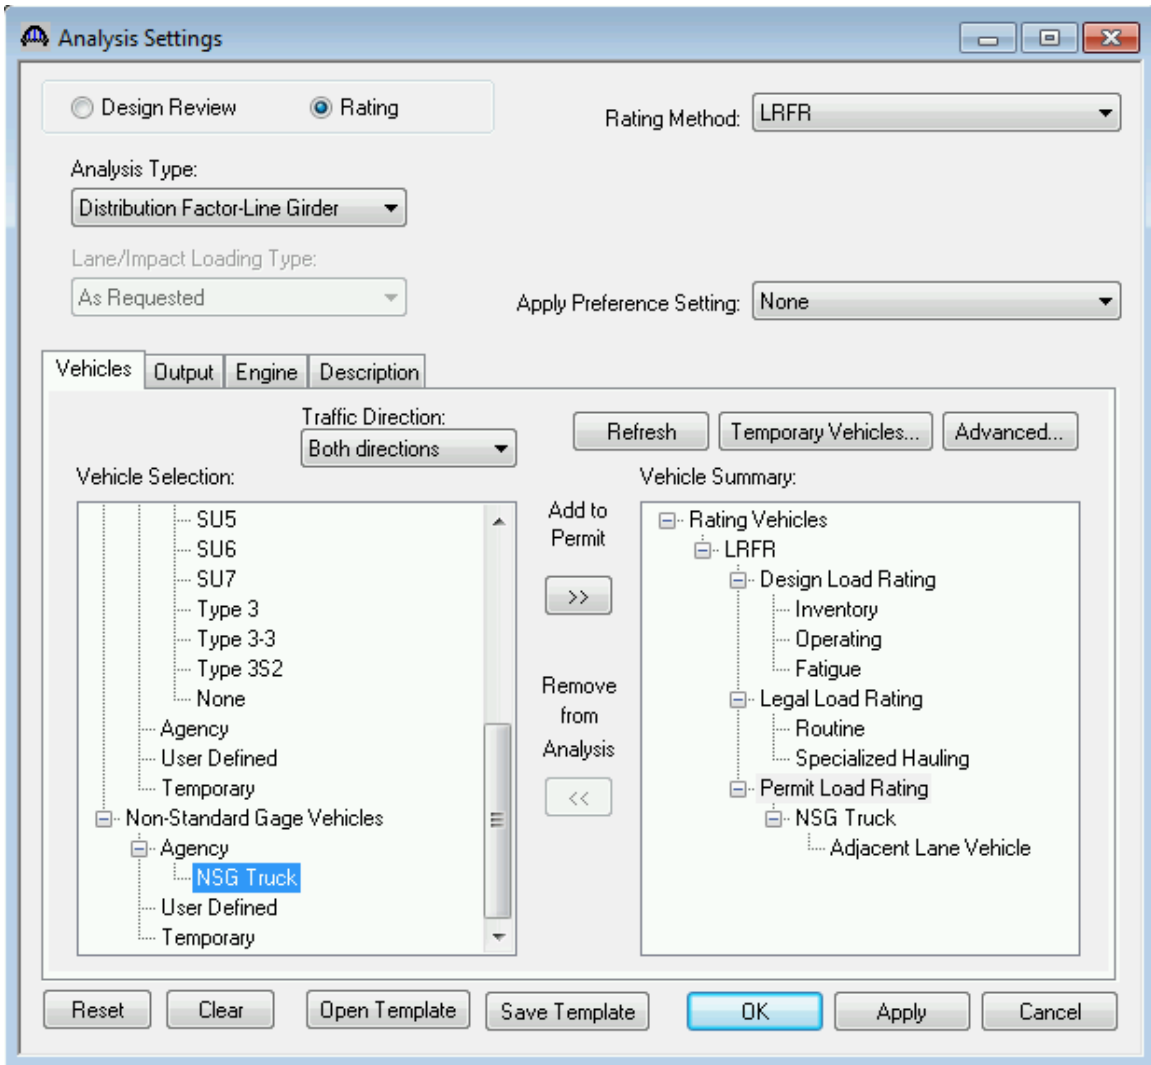 Analysis Settings
Design Review
Rating
Rating Method:
LRFR
Analysis Type:
Distribution Factor-Line Girder
Lane/Impact Loading Type:
As Requested
Apply Preference Setting:
None
Vehicles
Output
Engine
Description
Traffic Direction:
Both directions
Refresh
Temporary Vehicles...
Advanced...
Vehicle Selection:
SU5
SU6
SU7
Type 3
Type 3-3
Type 3S2
None
Agency
User Defined
Temporary
Non-Standard Gage Vehicles
Agency
NSG Truck
User Defined
Temporary
Add to
Permit
>>
Remove
from
Analysis
<<
Vehicle Summary:
Rating Vehicles
LRFR
Design Load Rating
Inventory
Operating
Fatigue
Legal Load Rating
Routine
Specialized Hauling
Permit Load Rating
NSG Truck
Adjacent Lane Vehicle
Reset
Clear
Open Template
Save Template
OK
Apply
Cancel